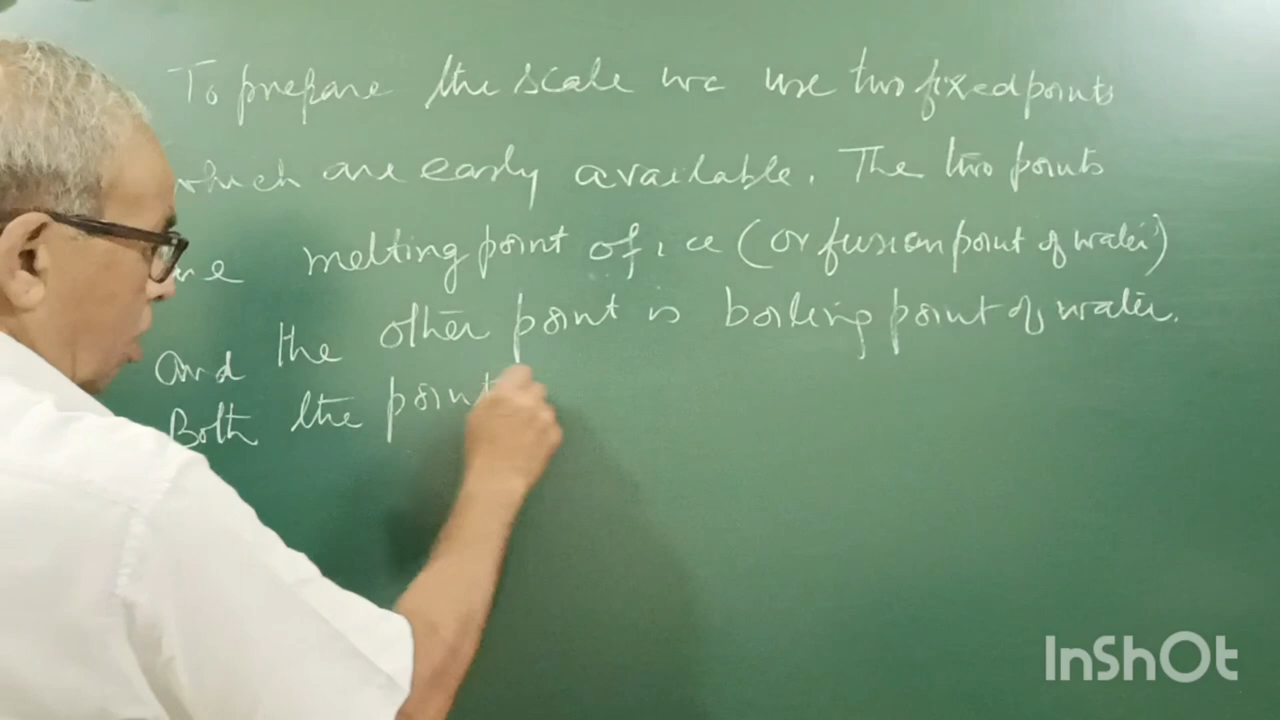 To prepare the scale we use two fixed points
which are easily available. The two points
are melting point of ice (or fusion point of water)
and the other point is boiling point of water.
Both the point
InShOt